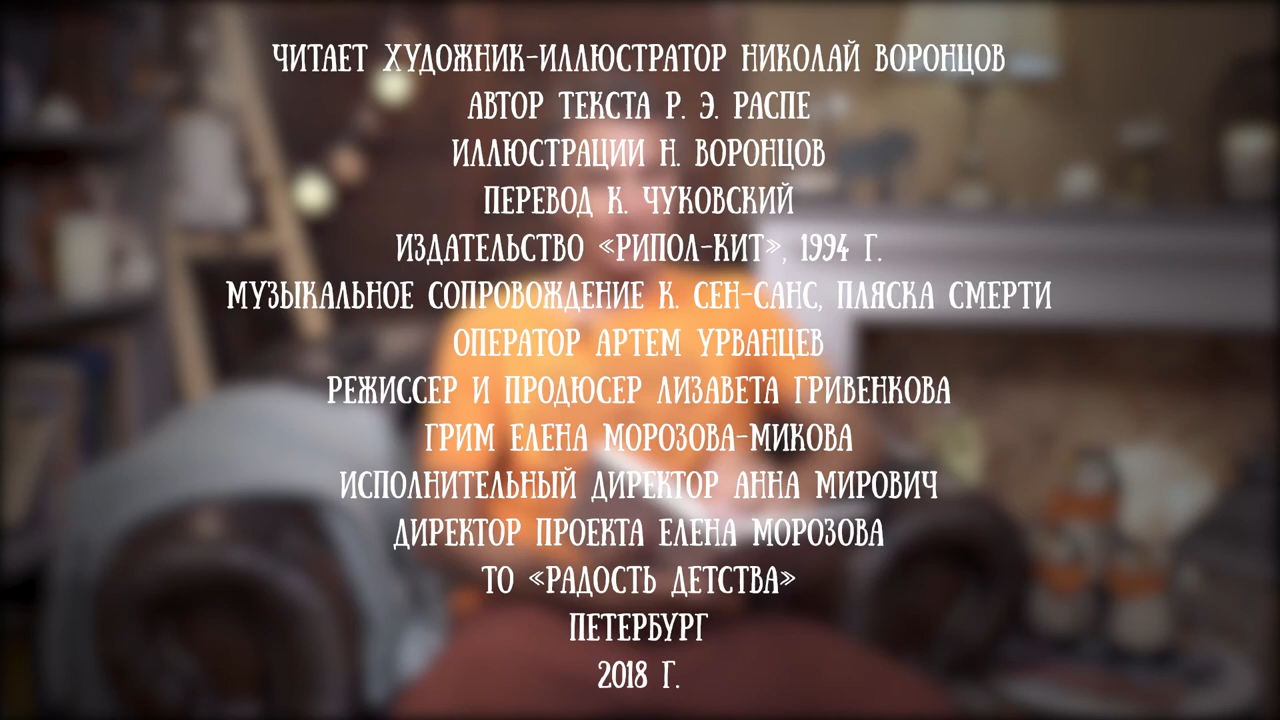 ЧИТАЕТ ХУДОЖНИК-ИЛЛЮСТРАТОР НИКОЛАЙ ВОРОНЦОВ
АВТОР ТЕКСТА Р. Э. РАСПЕ
ИЛЛЮСТРАЦИИ Н. ВОРОНЦОВ
ПЕРЕВОД К. ЧУКОВСКИЙ
ИЗДАТЕЛЬСТВО «РИПОЛ-КИТ», 1994 Г.
МУЗЫКАЛЬНОЕ СОПРОВОЖДЕНИЕ К. СЕН-САНС, ПЛЯСКА СМЕРТИ
ОПЕРАТОР АРТЕМ УРВАНЦЕВ
РЕЖИССЕР И ПРОДЮСЕР ЛИЗАВЕТА ГРИВЕНКОВА
ГРИМ ЕЛЕНА МОРОЗОВА-МИКОВА
ИСПОЛНИТЕЛЬНЫЙ ДИРЕКТОР АННА МИРОВИЧ
ДИРЕКТОР ПРОЕКТА ЕЛЕНА МОРОЗОВА
ТО «РАДОСТЬ ДЕТСТВА»
ПЕТЕРБУРГ
2018 Г.